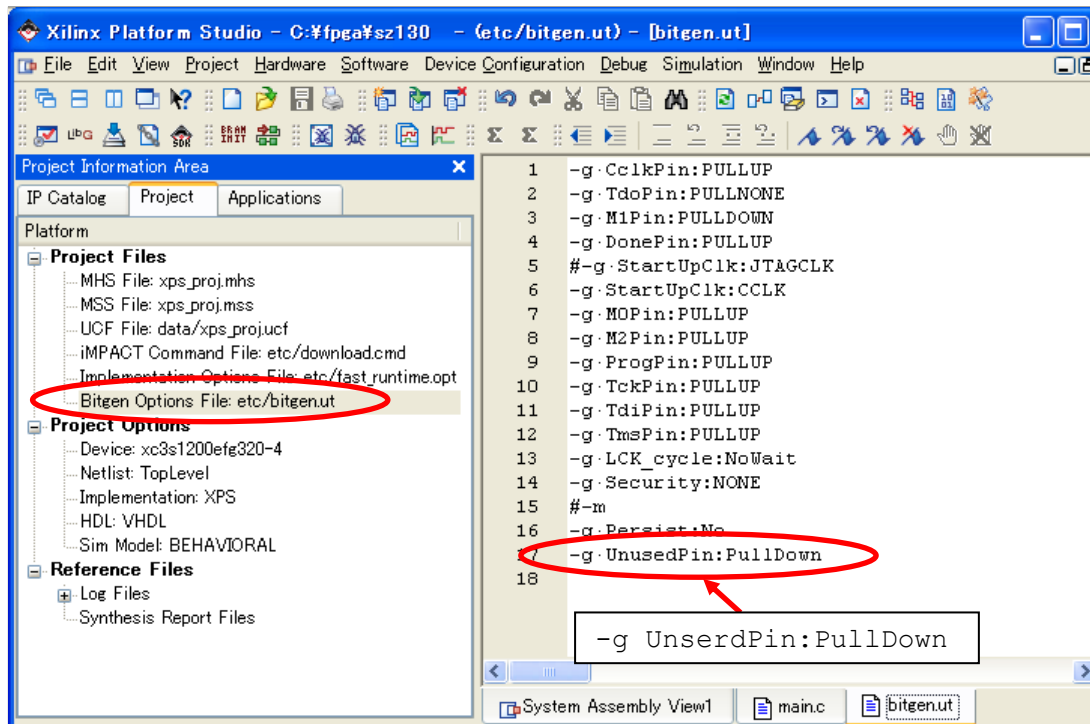 Xilinx Platform Studio - C:¥fpga¥sz130 - (etc/bitgen.ut) - [bitgen.ut]
File Edit View Project Hardware Software Device Configuration Debug Simulation Window Help
Project Information Area
IP Catalog Project Applications
Platform
Project Files
MHS File: xps_proj.mhs
MSS File: xps_proj.mss
UCF File: data/xps_proj.ucf
iMPACT Command File: etc/download.cmd
Implementation Options File: etc/fast_runtime.opt
Bitgen Options File: etc/bitgen.ut
Project Options
Device: xc3s1200efg320-4
Netlist: TopLevel
Implementation: XPS
HDL: VHDL
Sim Model: BEHAVIORAL
Reference Files
Log Files
Synthesis Report Files
1 -g·CclkPin:PULLUP
2 -g·TdoPin:PULLNONE
3 -g·M1Pin:PULLDOWN
4 -g·DonePin:PULLUP
5 #-g·StartUpClk:JTAGCLK
6 -g·StartUpClk:CCLK
7 -g·M0Pin:PULLUP
8 -g·M2Pin:PULLUP
9 -g·ProgPin:PULLUP
10 -g·TckPin:PULLUP
11 -g·TdiPin:PULLUP
12 -g·TmsPin:PULLUP
13 -g·LCK_cycle:NoWait
14 -g·Security:NONE
15 #-m
16 -g·Persist:No
17 -g·UnusedPin:PullDown
18
-g UnserdPin:PullDown
System Assembly View1 main.c bitgen.ut